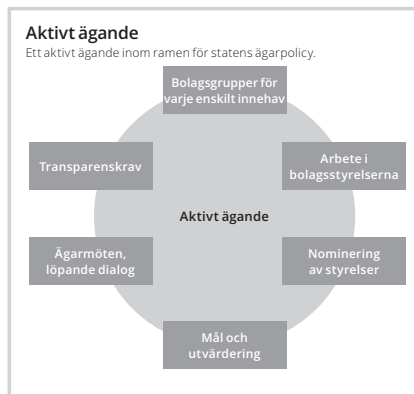 Aktivt ägande
Ett aktivt ägande inom ramen för statens ägarpolicy.
Bolagsgrupper för
varje enskilt innehav
Transparenskrav
Arbete i
bolagsstyrelserna
Aktivt ägande
Ägarmöten,
löpande dialog
Nominering
av styrelser
Mål och
utvärdering